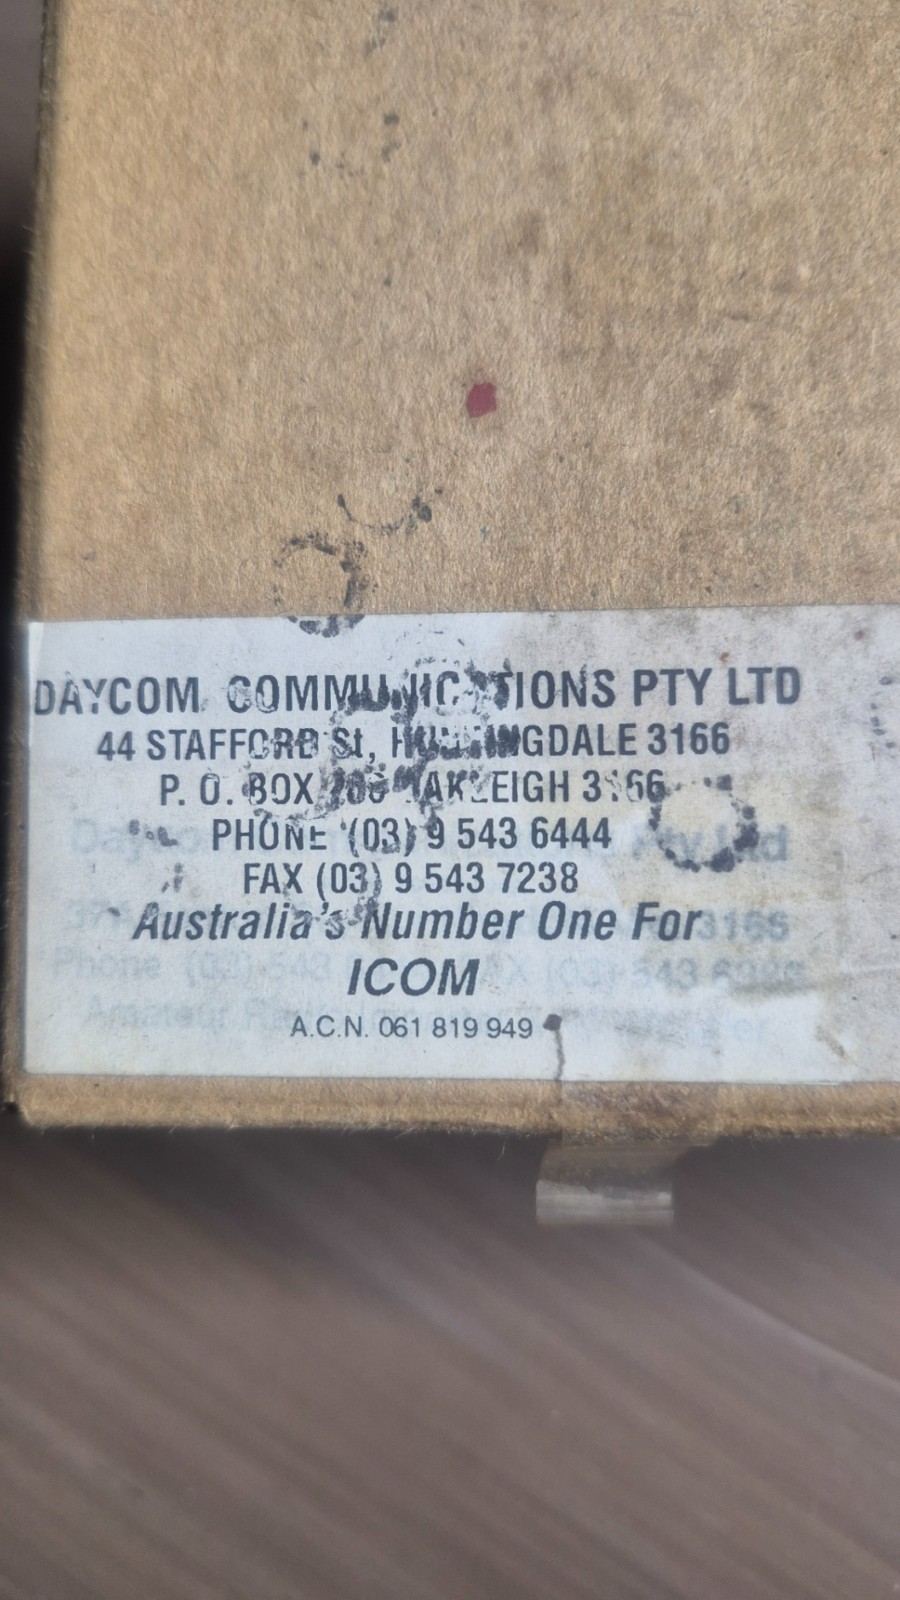 DAYCOM COMMUNICATIONS PTY LTD
44 STAFFORD St, HUNTINGDALE 3166
P. O. BOX OAKLEIGH 3166
PHONE (03) 9 543 6444
FAX (03) 9 543 7238
Australia's Number One For
ICOM
A.C.N. 061 819 949